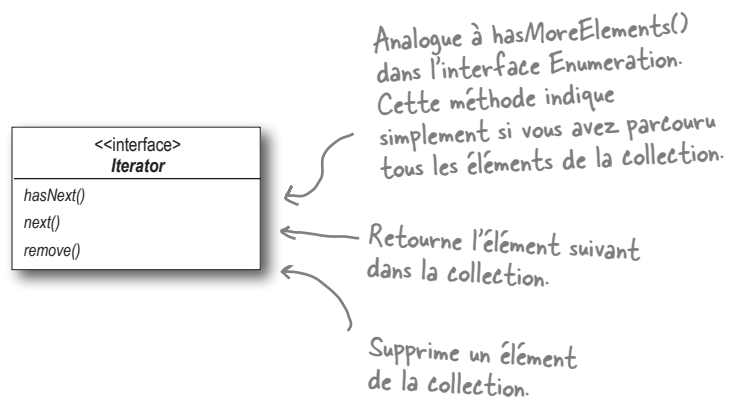 Analogue à hasMoreElements()
dans l'interface Enumeration.
Cette méthode indique
simplement si vous avez parcouru
tous les éléments de la collection.
<<interface>
Iterator
hasNext()
next()
remove()
Retourne l'élément suivant
dans la collection.
Supprime un élément
de la collection.